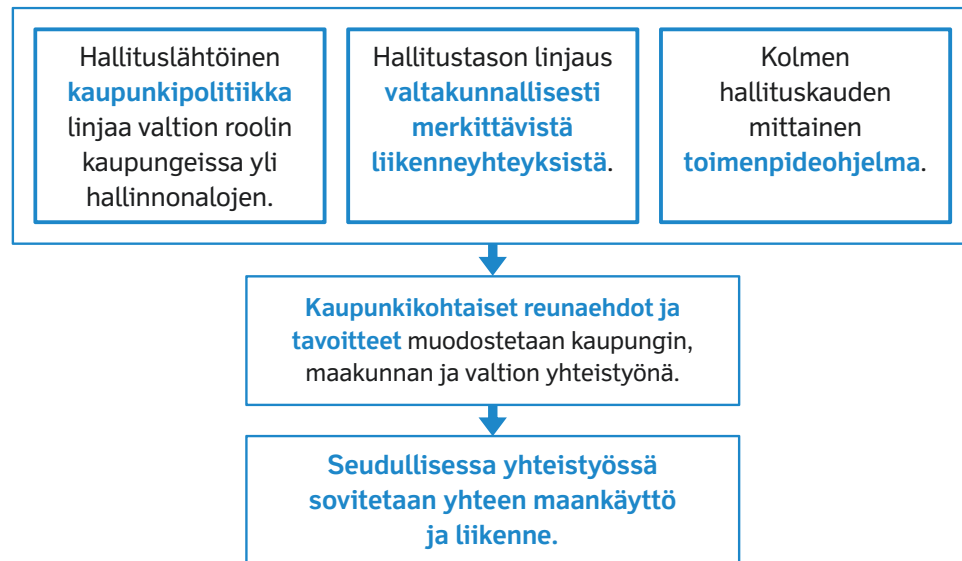 Hallituslähtöinen
kaupunkipolitiikka
linjaa valtion roolin
kaupungeissa yli
hallinnonalojen.
Hallitustason linjaus
valtakunnallisesti
merkittävistä
liikenneyhteyksistä.
Kolmen
hallituskauden
mittainen
toimenpideohjelma.
Kaupunkikohtaiset reunaehdot ja
tavoitteet muodostetaan kaupungin,
maakunnan ja valtion yhteistyönä.
Seudullisessa yhteistyössä
sovitetaan yhteen maankäyttö
ja liikenne.